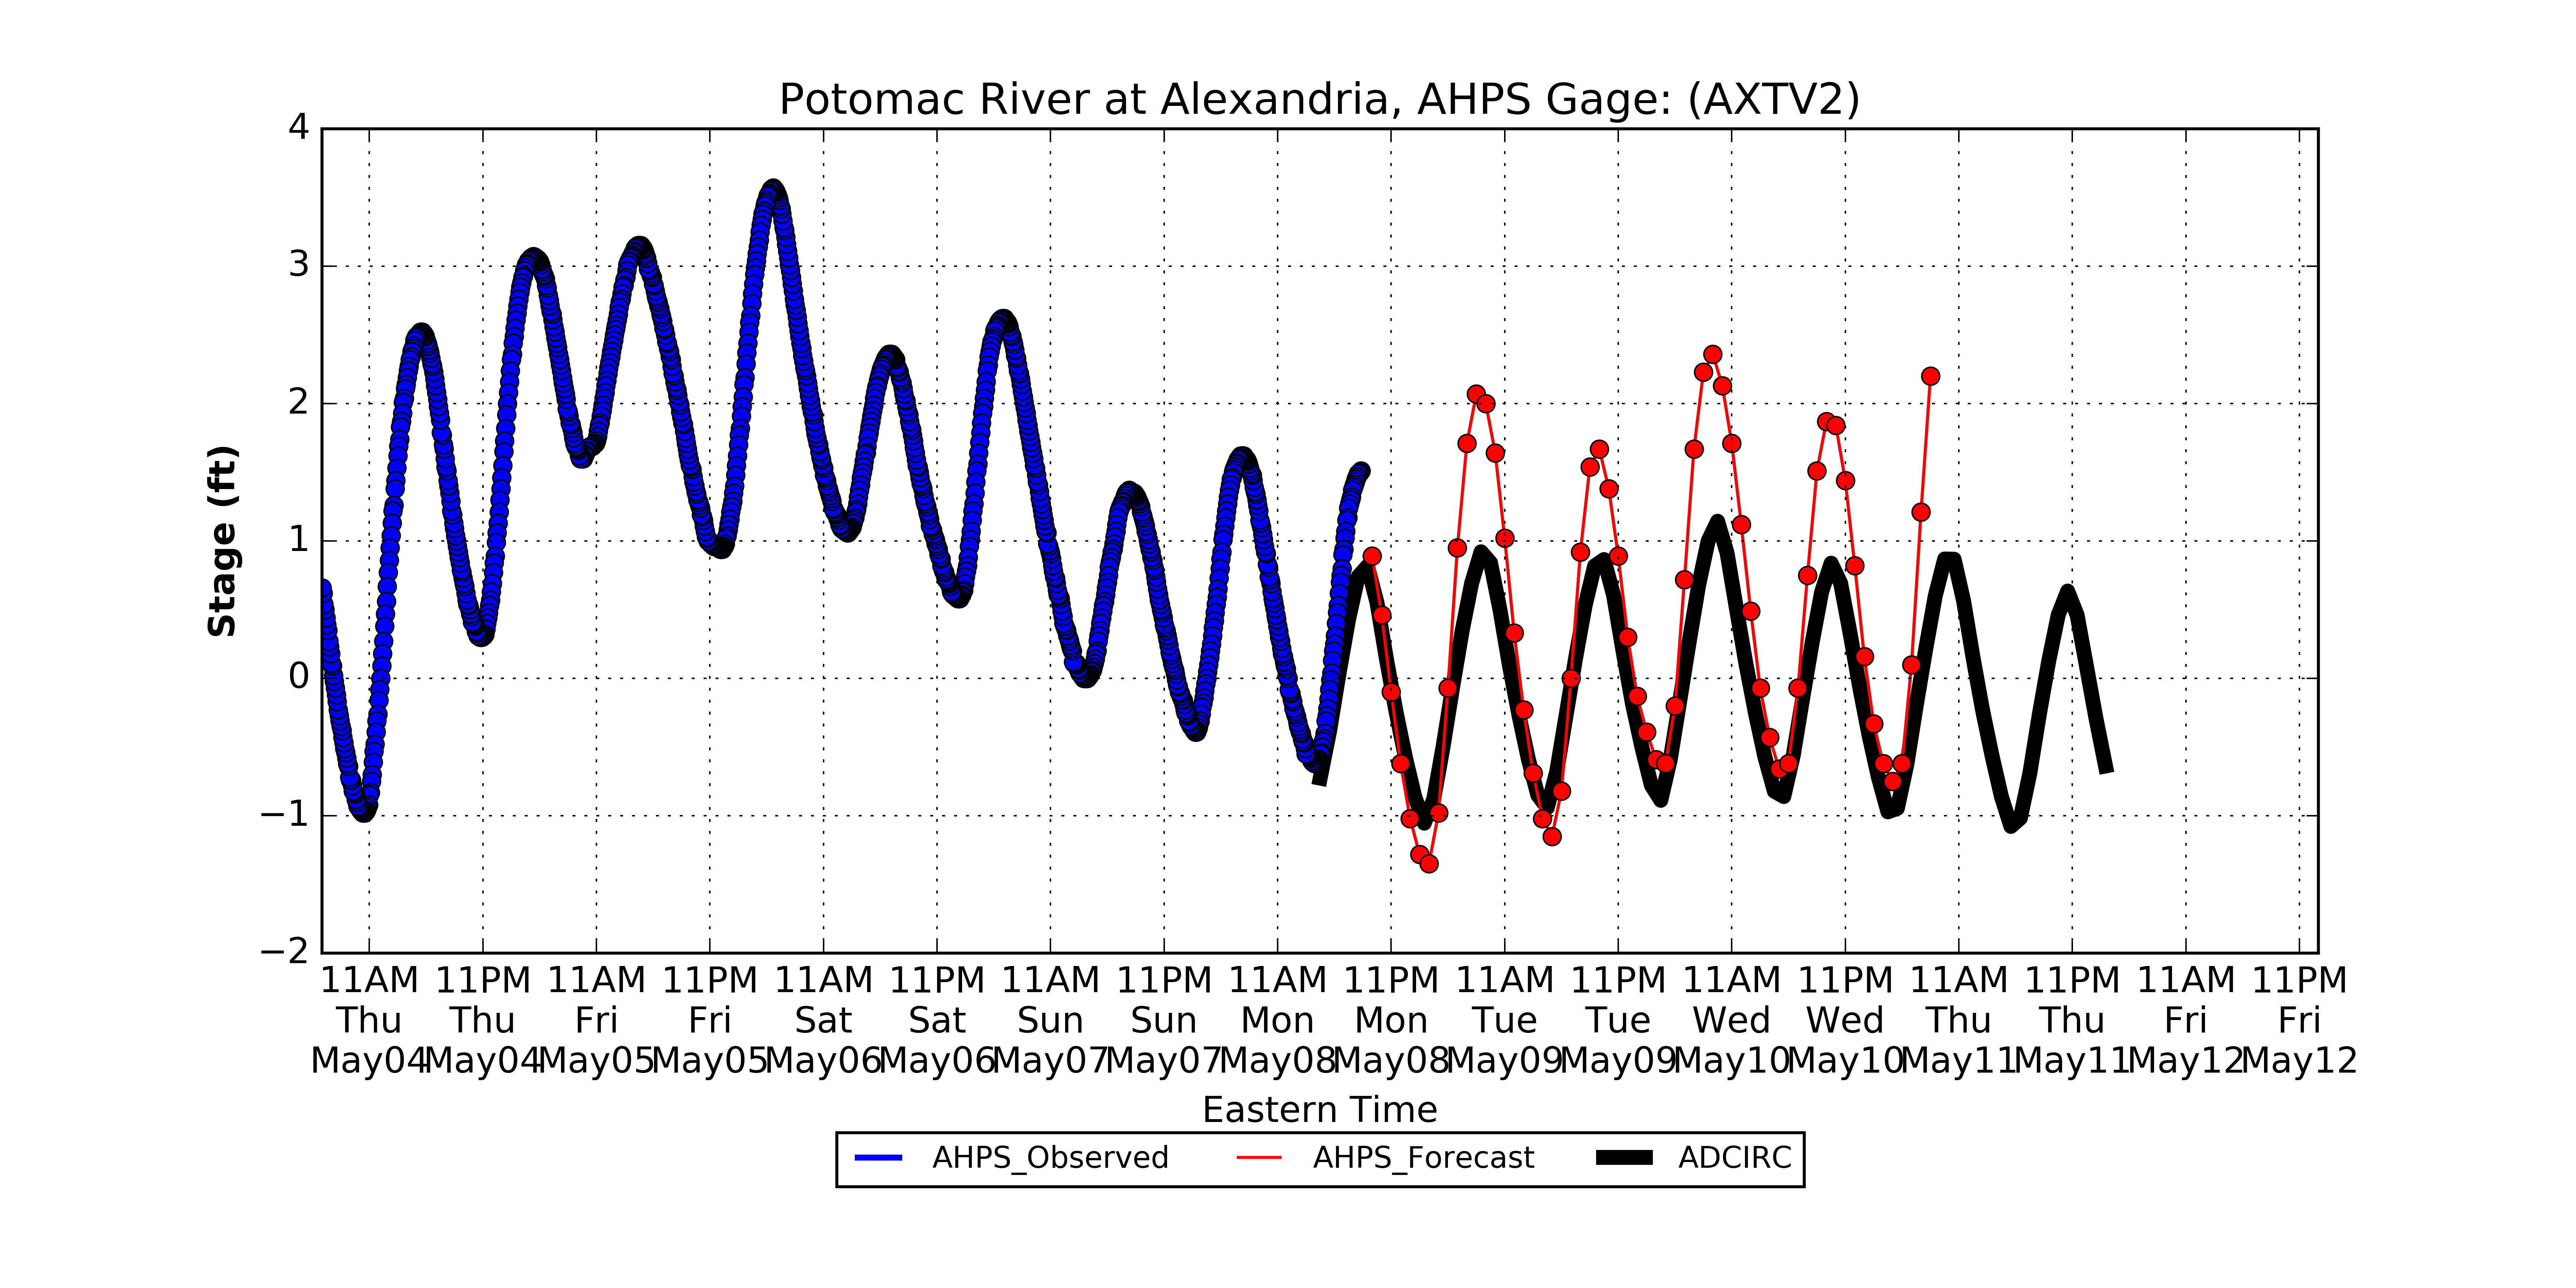 Potomac River at Alexandria, AHPS Gage: (AXTV2)
4
3
2
1
0
−1
−2
Stage (ft)
11AM 11PM 11AM 11PM 11AM 11PM 11AM 11PM 11AM 11PM 11AM 11PM 11AM 11PM 11AM 11PM 11AM 11PM
Thu Thu Fri Fri Sat Sat Sun Sun Mon Mon Tue Tue Wed Wed Thu Thu Fri Fri
May04 May04 May05 May05 May06 May06 May07 May07 May08 May08 May09 May09 May10 May10 May11 May11 May12 May12
Eastern Time
AHPS_Observed AHPS_Forecast ADCIRC